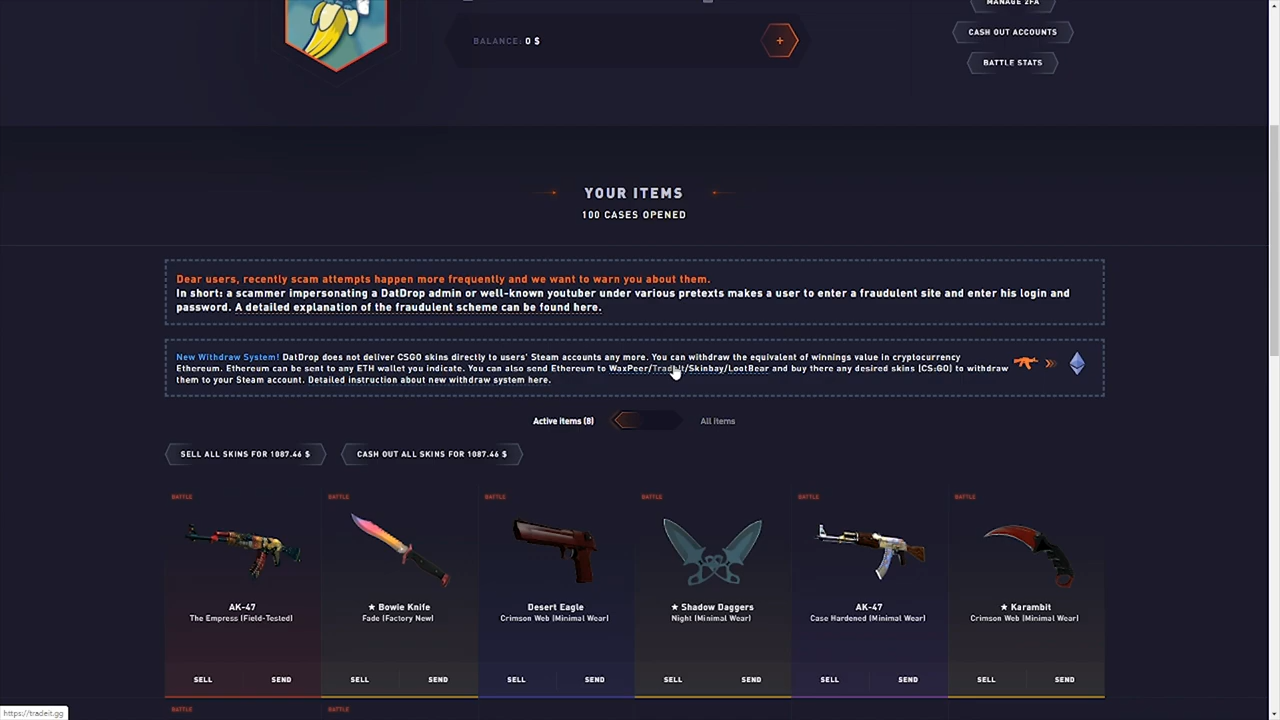 MANAGE 2FA
BALANCE: 0 $
+
CASH OUT ACCOUNTS
BATTLE STATS
YOUR ITEMS
100 CASES OPENED
Dear users, recently scam attempts happen more frequently and we want to warn you about them.
In short: a scammer impersonating a DatDrop admin or well-known youtuber under various pretexts makes a user to enter a fraudulent site and enter his login and
password. A detailed explanation of the fraudulent scheme can be found here.
New Withdraw System! DatDrop does not deliver CSGO skins directly to users' Steam accounts any more. You can withdraw the equivalent of winnings value in cryptocurrency
Ethereum. Ethereum can be sent to any ETH wallet you indicate. You can also send Ethereum to WaxPeer/TradeIt/Skinbay/LootBear and buy there any desired skins (CS:GO) to withdraw
them to your Steam account. Detailed instruction about new withdraw system here.
Active items (8)
All items
SELL ALL SKINS FOR 1087.46 $
CASH OUT ALL SKINS FOR 1087.46 $
BATTLE BATTLE BATTLE BATTLE BATTLE BATTLE
AK-47
The Empress (Field-Tested)
SELL SEND
★ Bowie Knife
Fade (Factory New)
SELL SEND
Desert Eagle
Crimson Web (Minimal Wear)
SELL SEND
★ Shadow Daggers
Night (Minimal Wear)
SELL SEND
AK-47
Case Hardened (Minimal Wear)
SELL SEND
★ Karambit
Crimson Web (Minimal Wear)
SELL SEND
BATTLE BATTLE
https://tradeit.gg